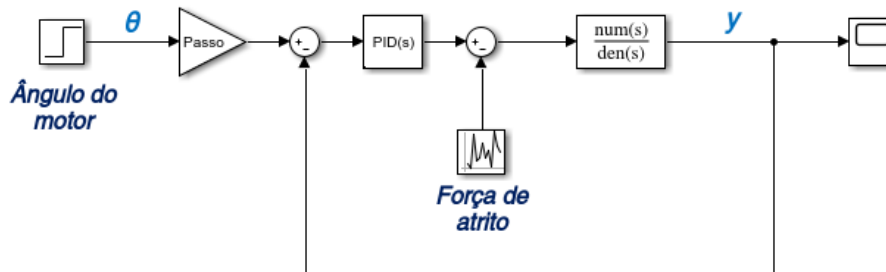 θ
Passo
+
-
PID(s)
+
-
num(s)
den(s)
y
Ângulo do
motor
Força de
atrito